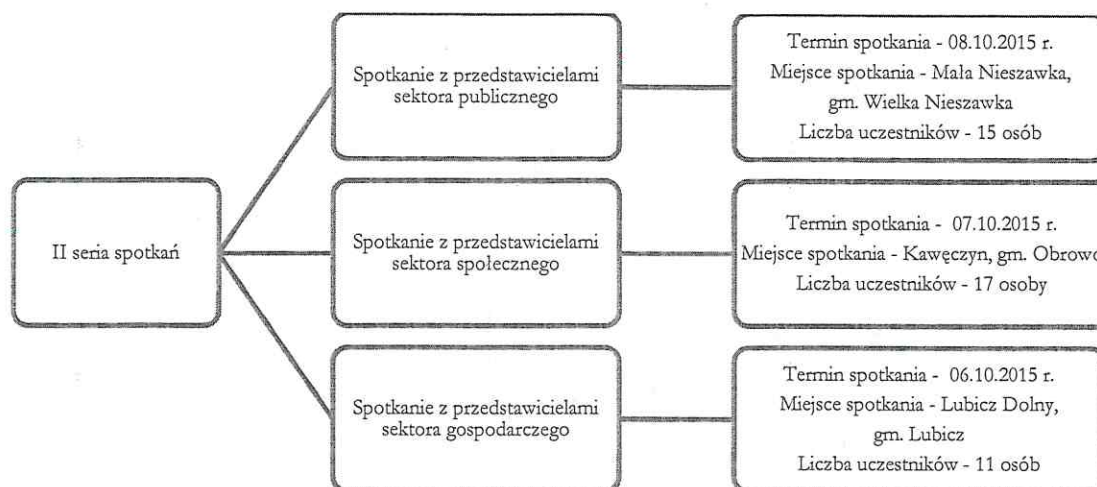 II seria spotkań
Spotkanie z przedstawicielami
sektora publicznego
Termin spotkania - 08.10.2015 r.
Miejsce spotkania - Mała Nieszawka,
gm. Wielka Nieszawka
Liczba uczestników - 15 osób
Spotkanie z przedstawicielami
sektora społecznego
Termin spotkania - 07.10.2015 r.
Miejsce spotkania - Kawęczyn, gm. Obrowo
Liczba uczestników - 17 osoby
Spotkanie z przedstawicielami
sektora gospodarczego
Termin spotkania - 06.10.2015 r.
Miejsce spotkania - Lubicz Dolny,
gm. Lubicz
Liczba uczestników - 11 osób